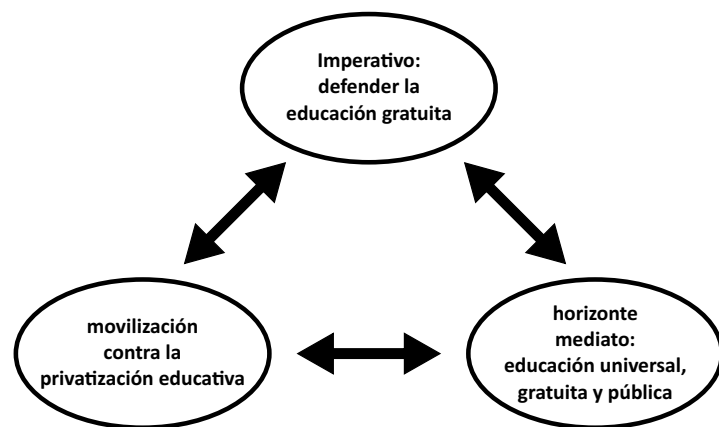 Imperativo:
defender la
educación gratuita
movilización
contra la
privatización educativa
horizonte
mediato:
educación universal,
gratuita y pública